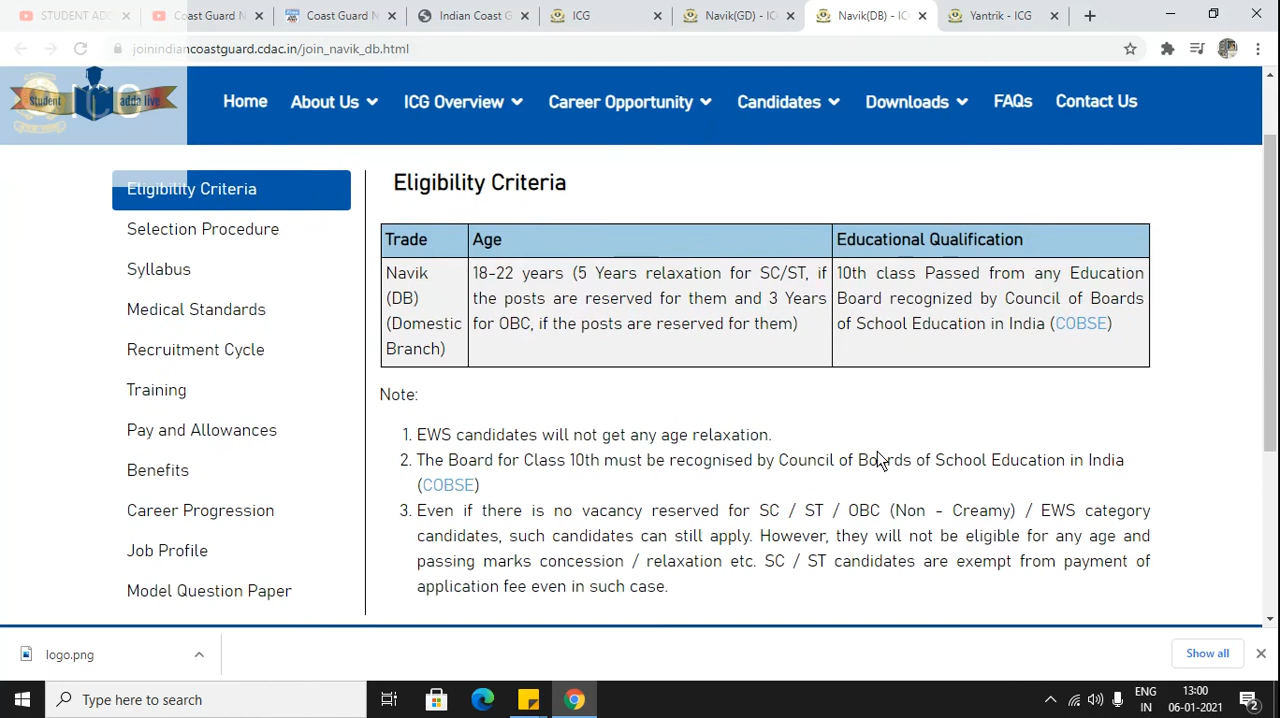 STUDENT ADD
Coast Guard N
Coast Guard N
Indian Coast G
ICG
Navik(GD) - IC
Navik(DB) - IC
Yantrik - ICG
joinindiancoastguard.cdac.in/join_navik_db.html
Student adda live
ICG
Home
About Us
ICG Overview
Career Opportunity
Candidates
Downloads
FAQs
Contact Us
Eligibility Criteria
Selection Procedure
Syllabus
Medical Standards
Recruitment Cycle
Training
Pay and Allowances
Benefits
Career Progression
Job Profile
Model Question Paper
Eligibility Criteria
Trade
Age
Educational Qualification
Navik
(DB)
(Domestic
Branch)
18-22 years (5 Years relaxation for SC/ST, if
the posts are reserved for them and 3 Years
for OBC, if the posts are reserved for them)
10th class Passed from any Education
Board recognized by Council of Boards
of School Education in India (COBSE)
Note:
1. EWS candidates will not get any age relaxation.
2. The Board for Class 10th must be recognised by Council of Boards of School Education in India
(COBSE)
3. Even if there is no vacancy reserved for SC / ST / OBC (Non - Creamy) / EWS category
candidates, such candidates can still apply. However, they will not be eligible for any age and
passing marks concession / relaxation etc. SC / ST candidates are exempt from payment of
application fee even in such case.
logo.png
Show all
Type here to search
ENG
IN
13:00
06-01-2021
2